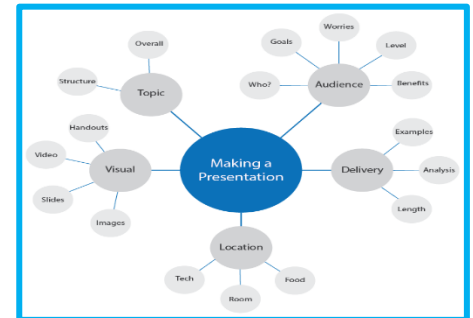 Making a
Presentation
Topic
Overall
Structure
Audience
Who?
Goals
Worries
Level
Benefits
Delivery
Examples
Analysis
Length
Location
Tech
Room
Food
Visual
Handouts
Video
Slides
Images